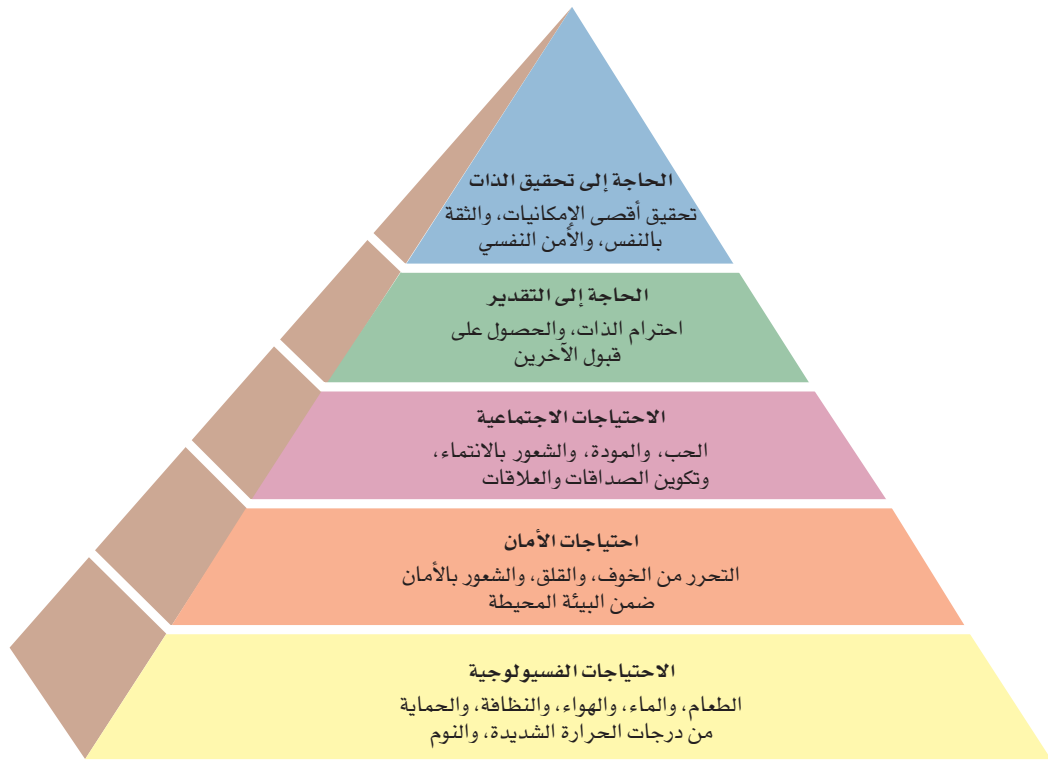 الحاجة إلى تحقيق الذات
تحقيق أقصى الإمكانيات، والثقة
بالنفس، والأمن النفسي
الحاجة إلى التقدير
احترام الذات، والحصول على
قبول الآخرين
الاحتياجات الاجتماعية
الحب، والمودة، والشعور بالانتماء،
وتكوين الصداقات والعلاقات
احتياجات الأمان
التحرر من الخوف، والقلق، والشعور بالأمان
ضمن البيئة المحيطة
الاحتياجات الفسيولوجية
الطعام، والماء، والهواء، والنظافة، والحماية
من درجات الحرارة الشديدة، والنوم